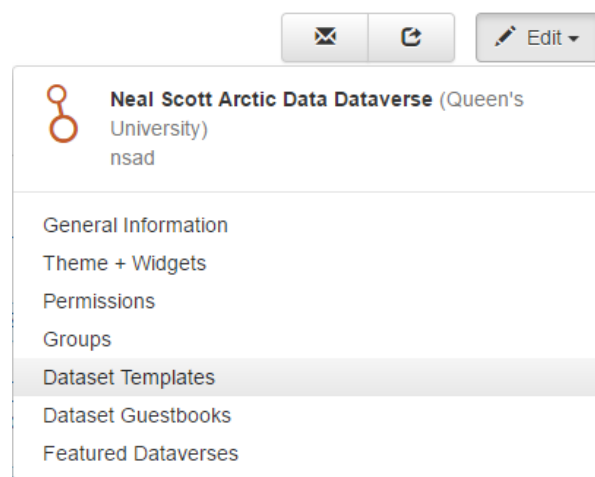 Edit
Neal Scott Arctic Data Dataverse (Queen's
University)
nsad
General Information
Theme + Widgets
Permissions
Groups
Dataset Templates
Dataset Guestbooks
Featured Dataverses